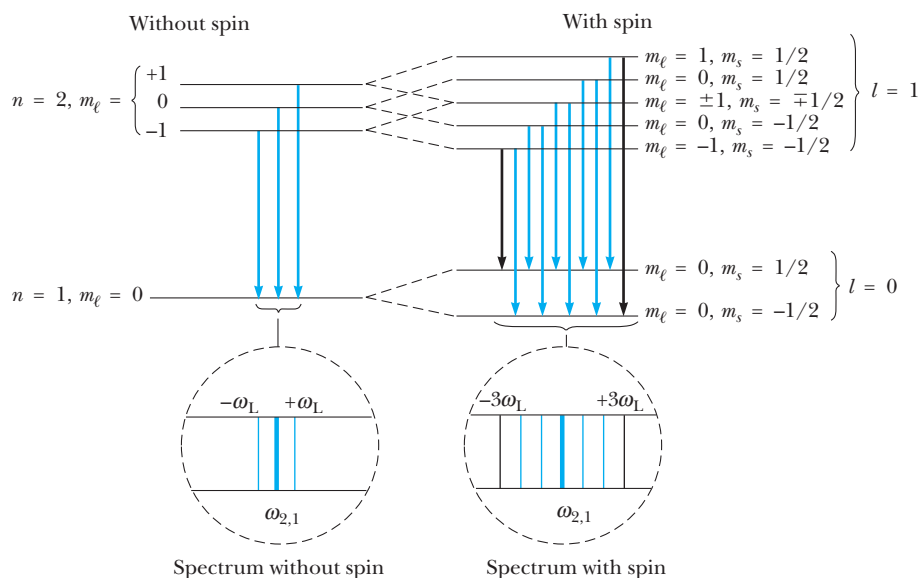 Without spin
With spin
n = 2, mℓ =
+1
0
−1
mℓ = 1, ms = 1/2
mℓ = 0, ms = 1/2
mℓ = ±1, ms = ∓1/2
mℓ = 0, ms = −1/2
mℓ = −1, ms = −1/2
l = 1
n = 1, mℓ = 0
mℓ = 0, ms = 1/2
mℓ = 0, ms = −1/2
l = 0
−ωL +ωL
ω2,1
−3ωL +3ωL
ω2,1
Spectrum without spin
Spectrum with spin